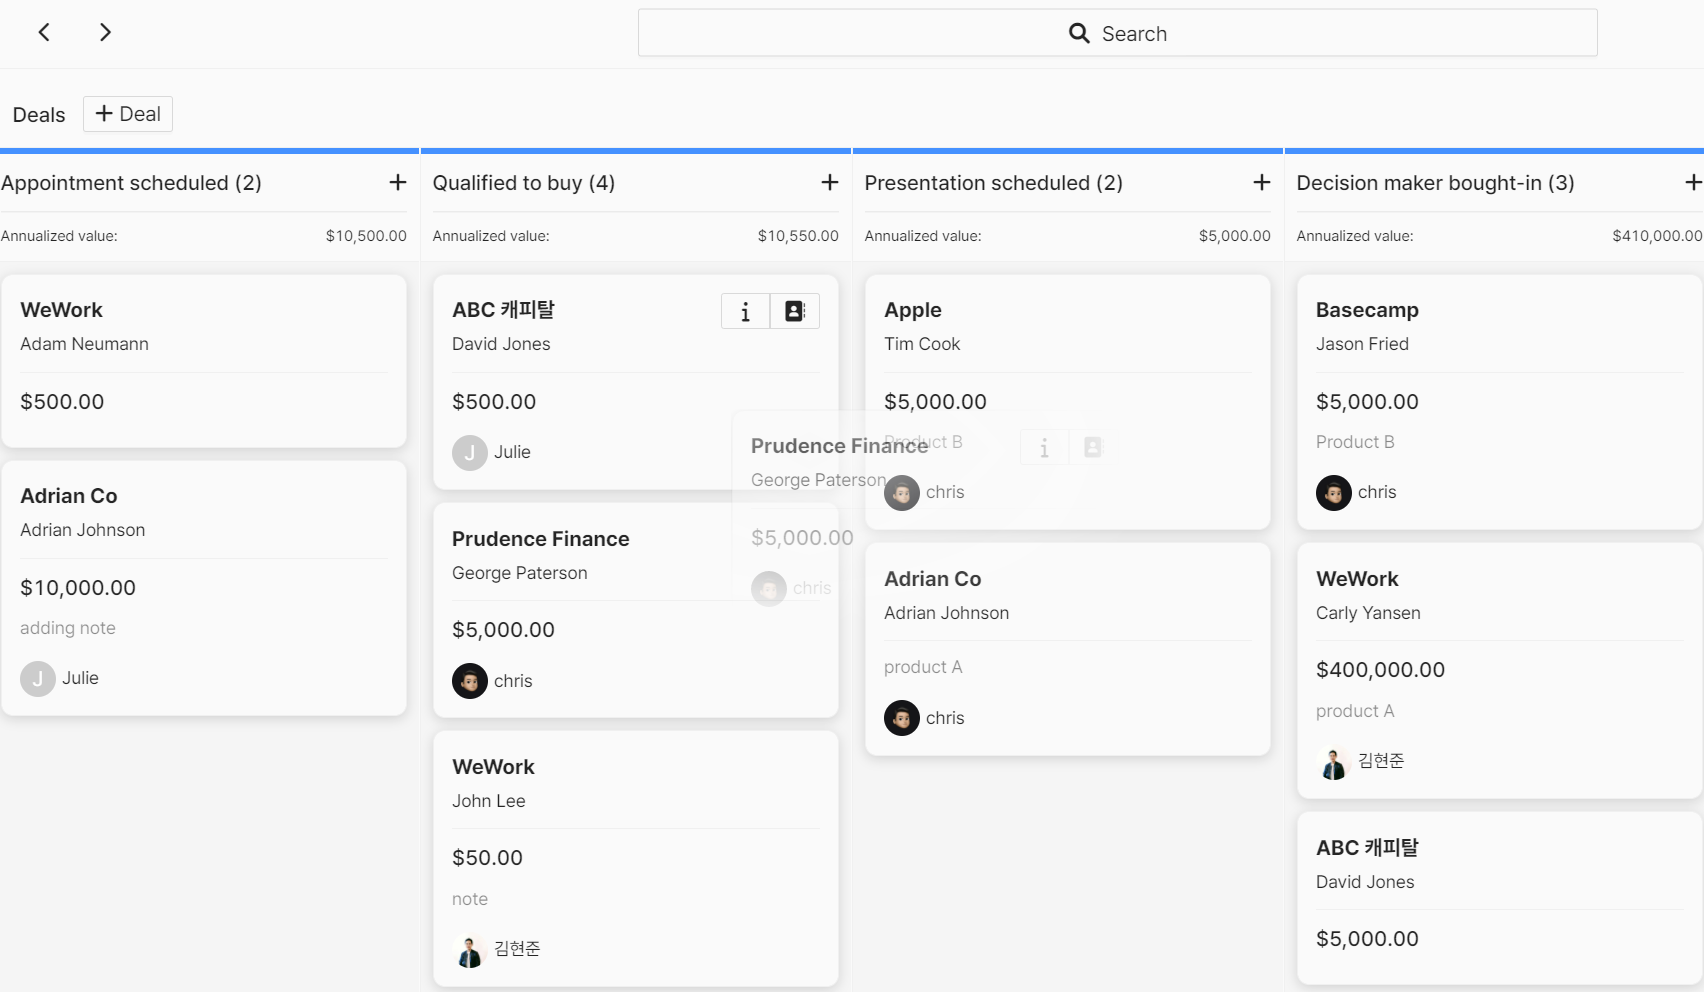 Search
Deals
+ Deal
Appointment scheduled (2) +
Annualized value: $10,500.00
WeWork
Adam Neumann
$500.00
Adrian Co
Adrian Johnson
$10,000.00
adding note
J Julie
Qualified to buy (4) +
Annualized value: $10,550.00
ABC 캐피탈
David Jones
$500.00
J Julie
Prudence Finance
George Paterson
$5,000.00
chris
WeWork
John Lee
$50.00
note
김현준
Prudence Finance
George Paterson
$5,000.00
chris
Presentation scheduled (2) +
Annualized value: $5,000.00
Apple
Tim Cook
$5,000.00
Product B
chris
Adrian Co
Adrian Johnson
product A
chris
Decision maker bought-in (3) +
Annualized value: $410,000.00
Basecamp
Jason Fried
$5,000.00
Product B
chris
WeWork
Carly Yansen
$400,000.00
product A
김현준
ABC 캐피탈
David Jones
$5,000.00